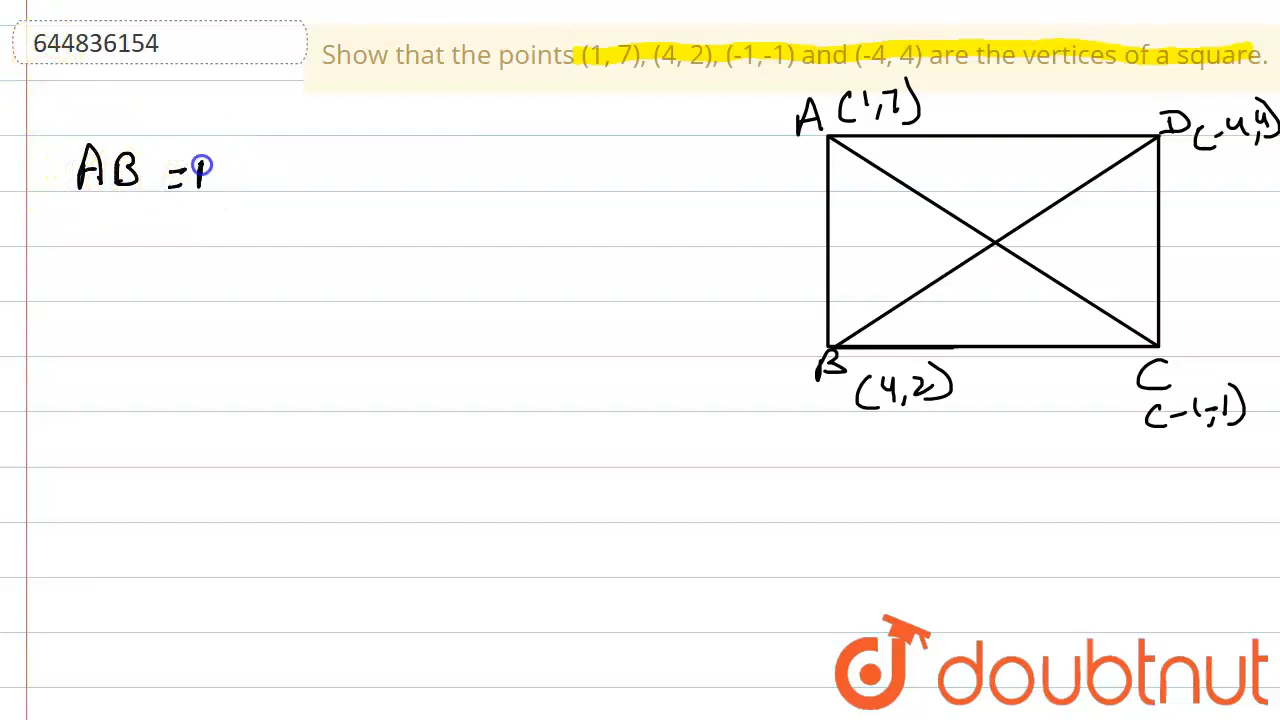 644836154
Show that the points (1, 7), (4, 2), (-1,-1) and (-4, 4) are the vertices of a square.
A (1,7)
D (-4,4)
AB =
B
(4,2)
C
(-1,-1)
doubtnut